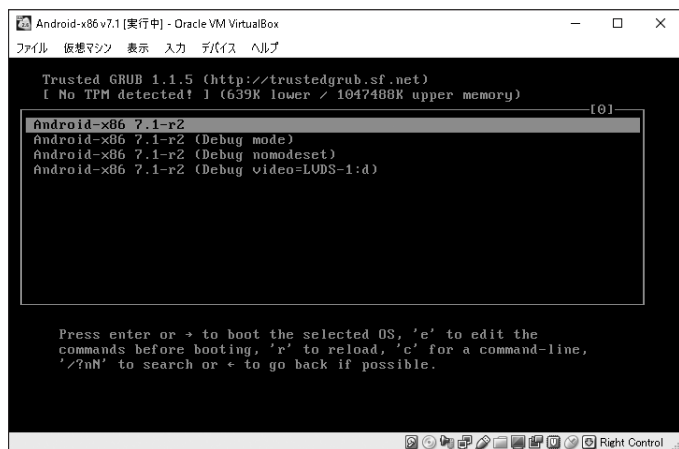 Android-x86 v7.1 [実行中] - Oracle VM VirtualBox
ファイル 仮想マシン 表示 入力 デバイス ヘルプ
Trusted GRUB 1.1.5 (http://trustedgrub.sf.net)
[ No TPM detected! ] (639K lower / 1047488K upper memory)
[0]
Android-x86 7.1-r2
Android-x86 7.1-r2 (Debug mode)
Android-x86 7.1-r2 (Debug nomodeset)
Android-x86 7.1-r2 (Debug video=LVDS-1:d)
Press enter or → to boot the selected OS, 'e' to edit the
commands before booting, 'r' to reload, 'c' for a command-line,
'/?nN' to search or ← to go back if possible.
Right Control